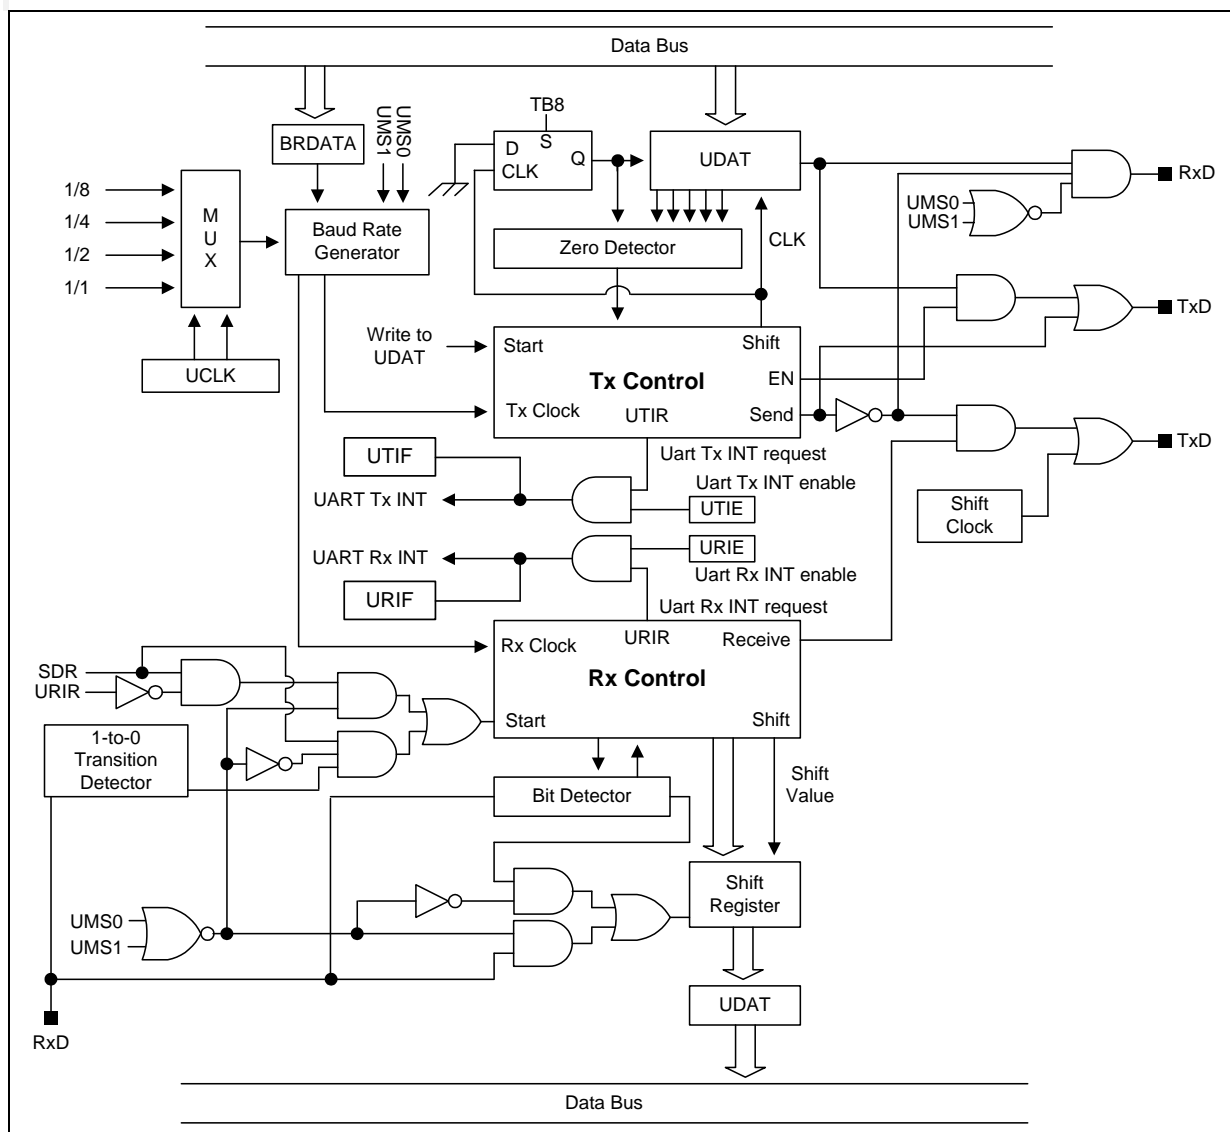 Data Bus
TB8
BRDATA
UMS1
UMS0
D
S
Q
CLK
UDAT
RxD
UMS0
UMS1
1/8
1/4
1/2
1/1
M
U
X
Baud Rate
Generator
Zero Detector
CLK
TxD
Write to
UDAT
Start
Shift
UCLK
Tx Control
EN
Tx Clock
UTIR
Send
TxD
UTIF
Uart Tx INT request
Uart Tx INT enable
UART Tx INT
UTIE
Shift
Clock
UART Rx INT
URIE
Uart Rx INT enable
URIF
Uart Rx INT request
Rx Clock
URIR
Receive
SDR
URIR
Rx Control
Start
Shift
1-to-0
Transition
Detector
Bit Detector
Shift
Value
Shift
Register
UMS0
UMS1
UDAT
RxD
Data Bus